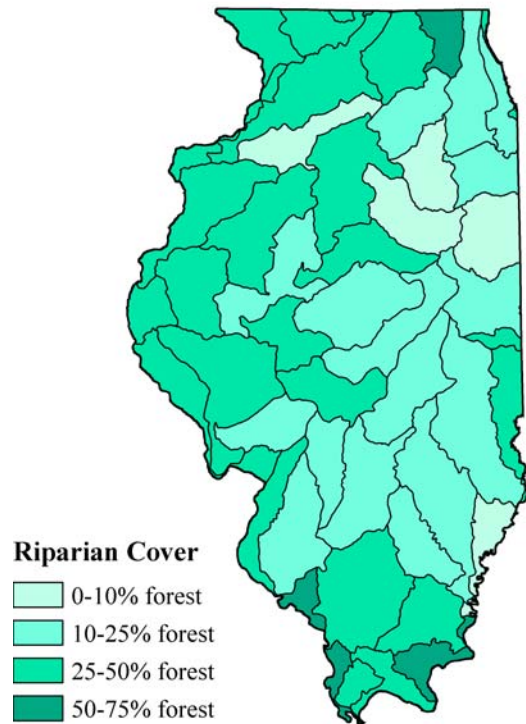 Riparian Cover
0-10% forest
10-25% forest
25-50% forest
50-75% forest